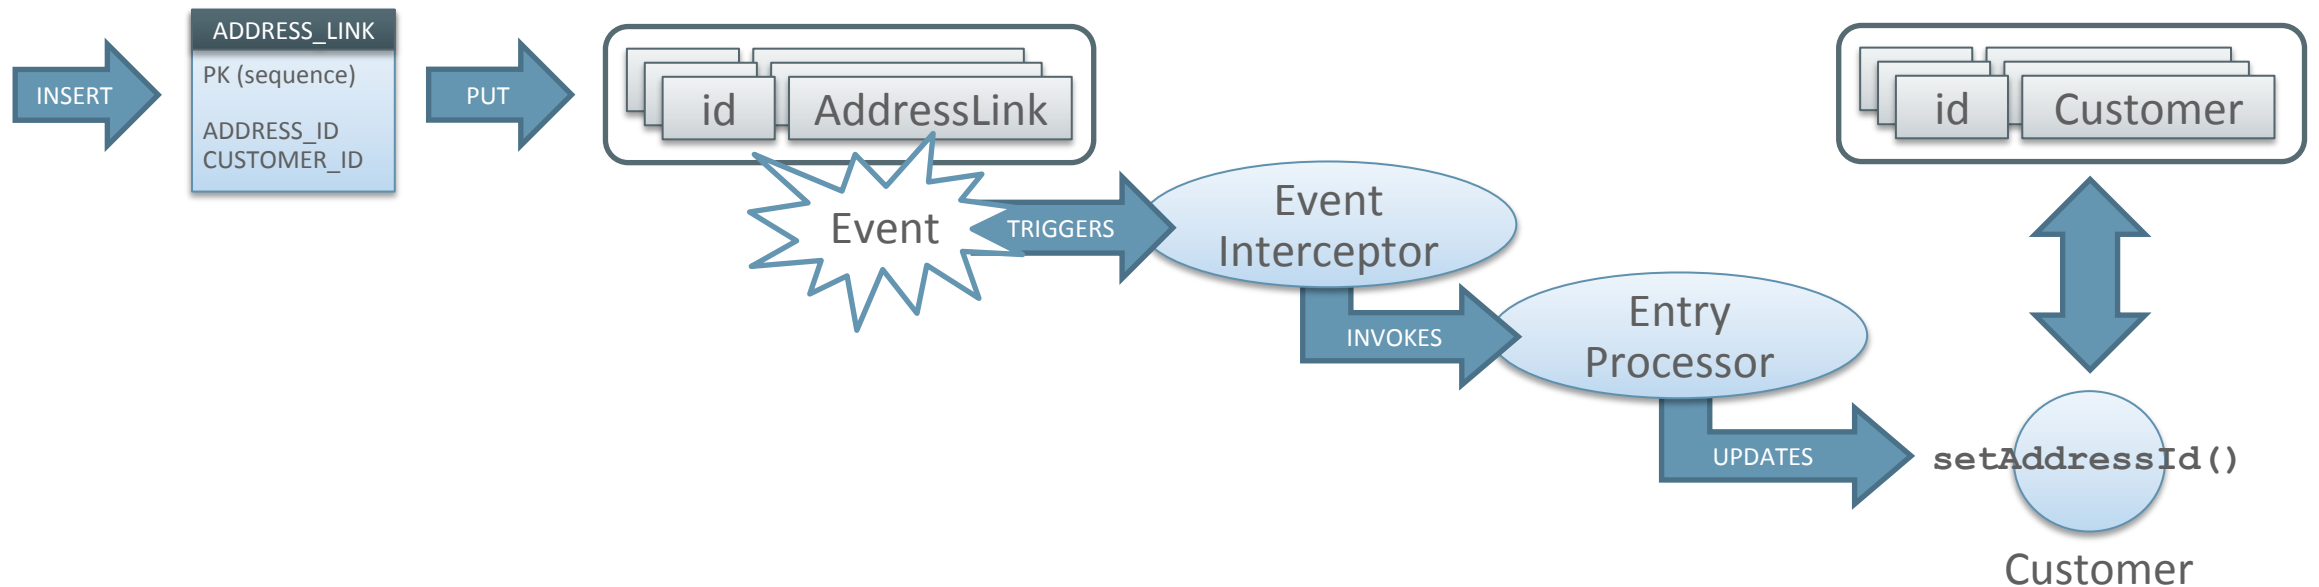 INSERT
ADDRESS_LINK
PK (sequence)
ADDRESS_ID
CUSTOMER_ID
PUT
id
AddressLink
Event
TRIGGERS
Event
Interceptor
INVOKES
Entry
Processor
UPDATES
id
Customer
setAddressId()
Customer